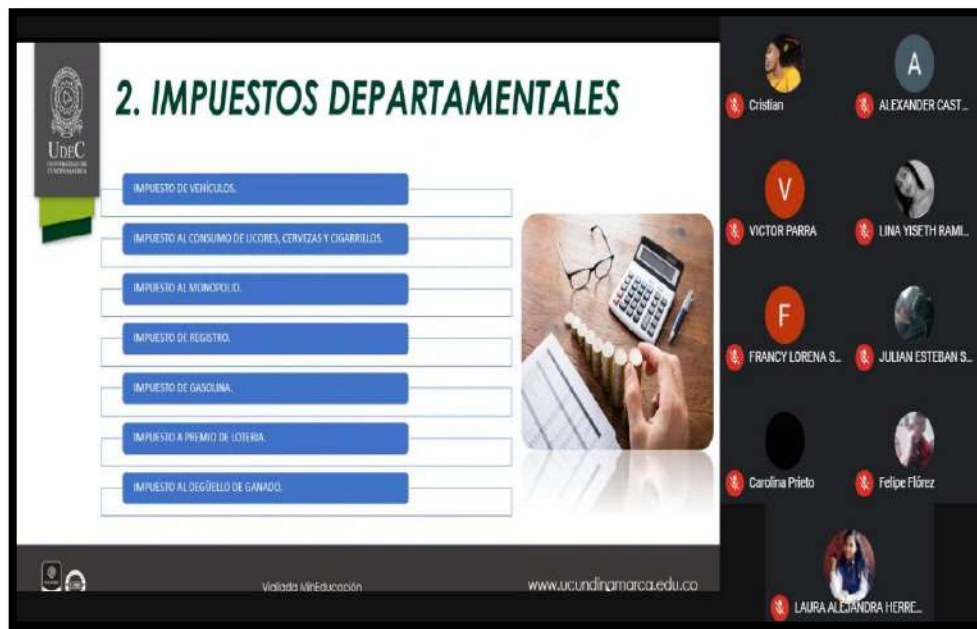 2. IMPUESTOS DEPARTAMENTALES
UDEC
UNIVERSIDAD DE
CUNDINAMARCA
IMPUESTO DE VEHÍCULOS.
IMPUESTO AL CONSUMO DE LICORES, CERVEZAS Y CIGARRILLOS.
IMPUESTO AL MONOPOLIO.
IMPUESTO DE REGISTRO.
IMPUESTO DE GASOLINA.
IMPUESTO A PREMIO DE LOTERIA.
IMPUESTO AL DEGÜELLO DE GANADO.
Vigilada MinEducación
www.ucundinamarca.edu.co
Cristian
A
ALEXANDER CAST...
V
VICTOR PARRA
LINA YISETH RAMI...
F
FRANCY LORENA S...
JULIAN ESTEBAN S...
Carolina Prieto
Felipe Flórez
LAURA ALEJANDRA HERRE...